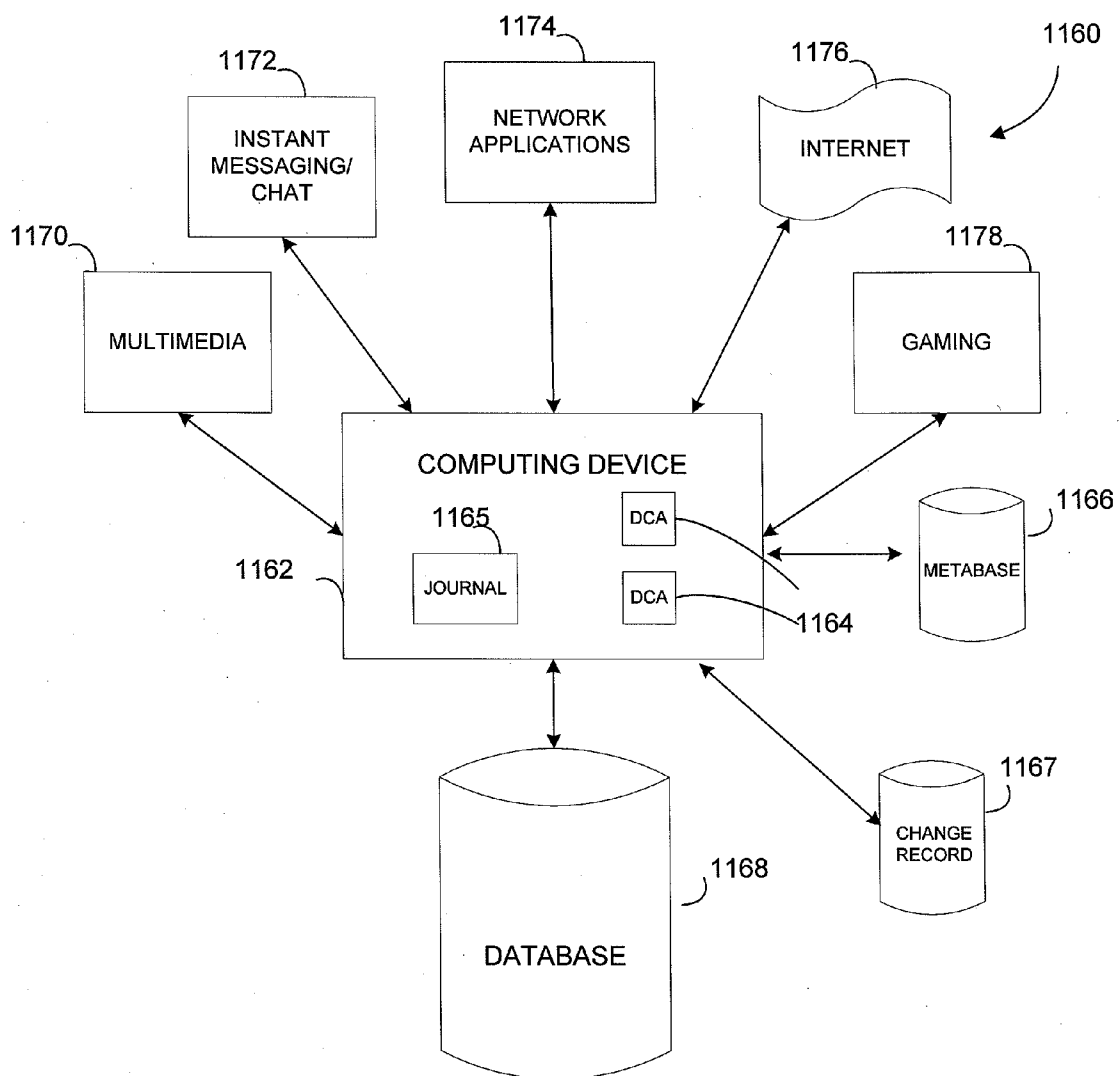 1174
1160
1172
1176
NETWORK
APPLICATIONS
INSTANT
MESSAGING/
CHAT
INTERNET
1170
1178
MULTIMEDIA
GAMING
COMPUTING DEVICE
1166
1165
DCA
1162
JOURNAL
METABASE
DCA
1164
1167
CHANGE
RECORD
1168
DATABASE